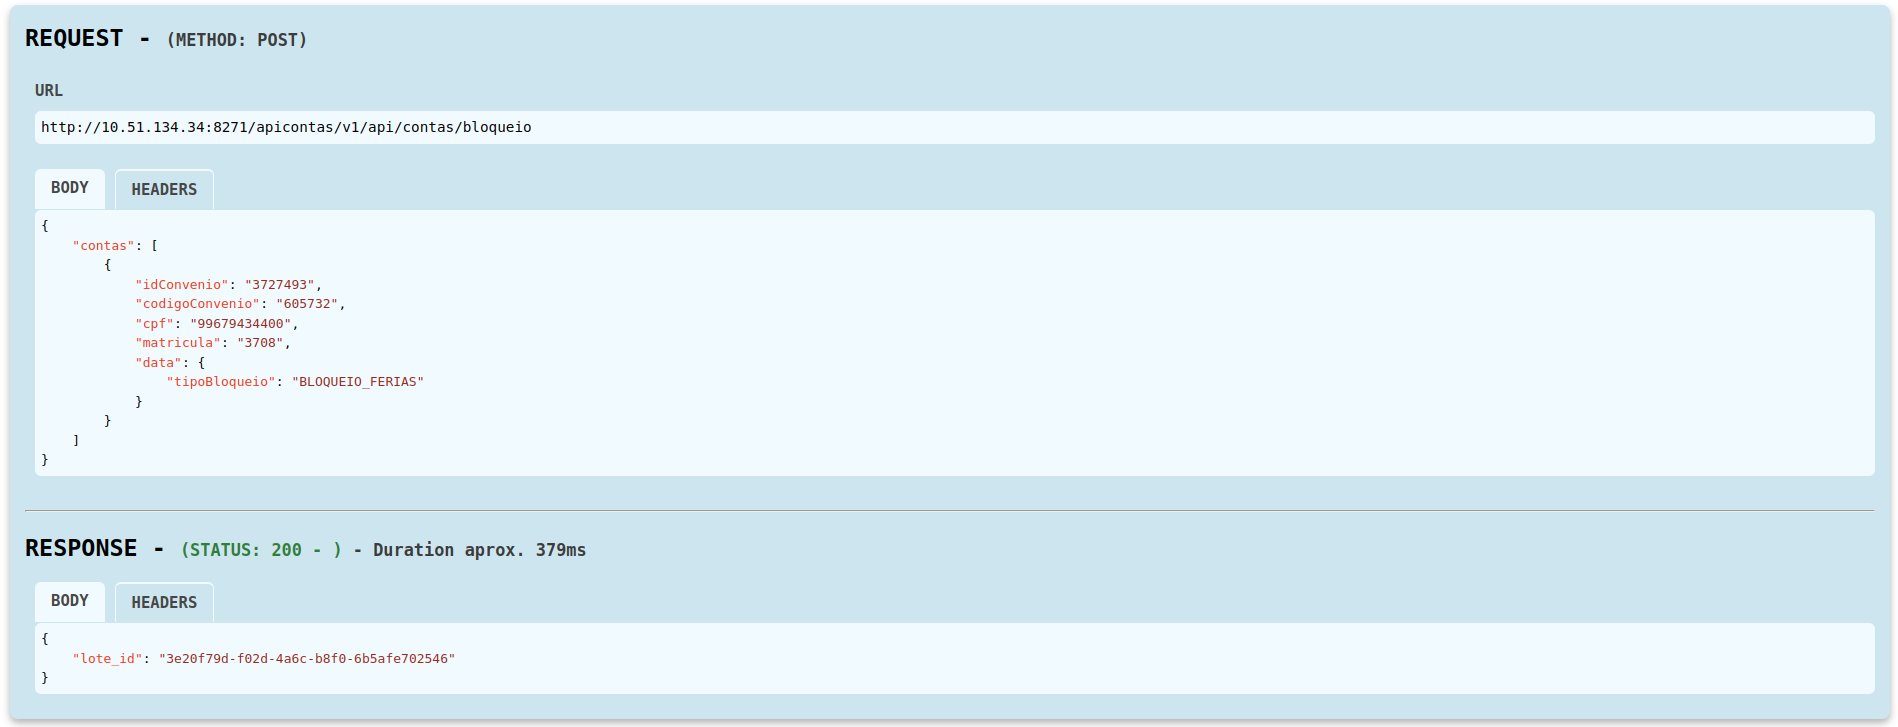 REQUEST - (METHOD: POST)
URL
http://10.51.134.34:8271/apicontas/v1/api/contas/bloqueio
BODY HEADERS
{
    "contas": [
        {
            "idConvenio": "3727493",
            "codigoConvenio": "605732",
            "cpf": "99679434400",
            "matricula": "3708",
            "data": {
                "tipoBloqueio": "BLOQUEIO_FERIAS"
            }
        }
    ]
}
RESPONSE - (STATUS: 200 - ) - Duration aprox. 379ms
BODY HEADERS
{
    "lote_id": "3e20f79d-f02d-4a6c-b8f0-6b5afe702546"
}